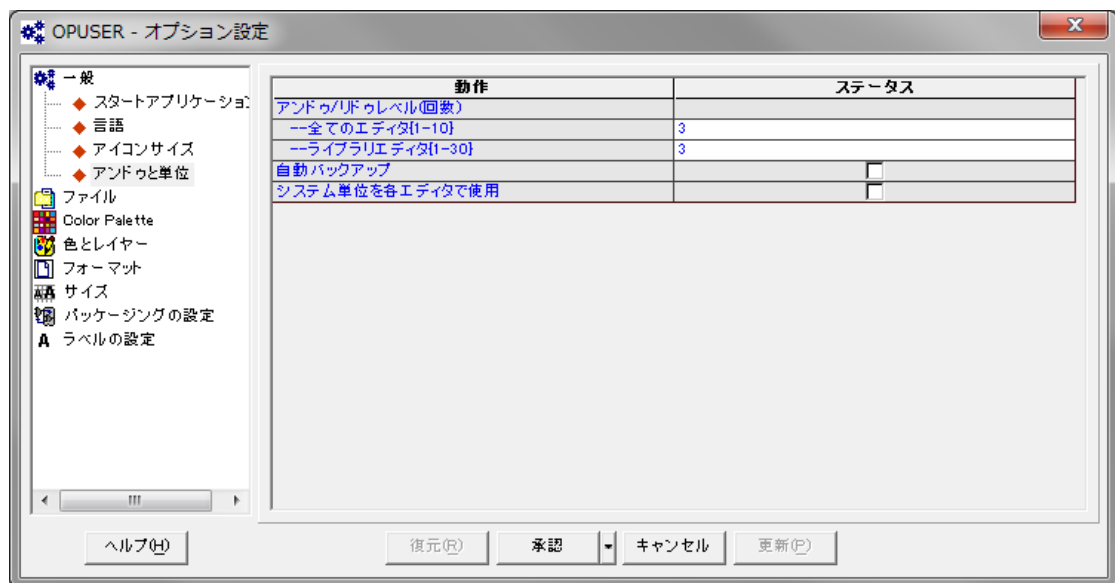 OPUSER - オプション設定
一般
スタートアプリケーション
言語
アイコンサイズ
アンドゥと単位
ファイル
Color Palette
色とレイヤー
フォーマット
サイズ
パッケージングの設定
A ラベルの設定
動作 ステータス
アンドゥ/リドゥレベル(回数)
--全てのエディタ{1-10} 3
--ライブラリエディタ{1-30} 3
自動バックアップ
システム単位を各エディタで使用
ヘルプ(H) 復元(R) 承認 キャンセル 更新(P)